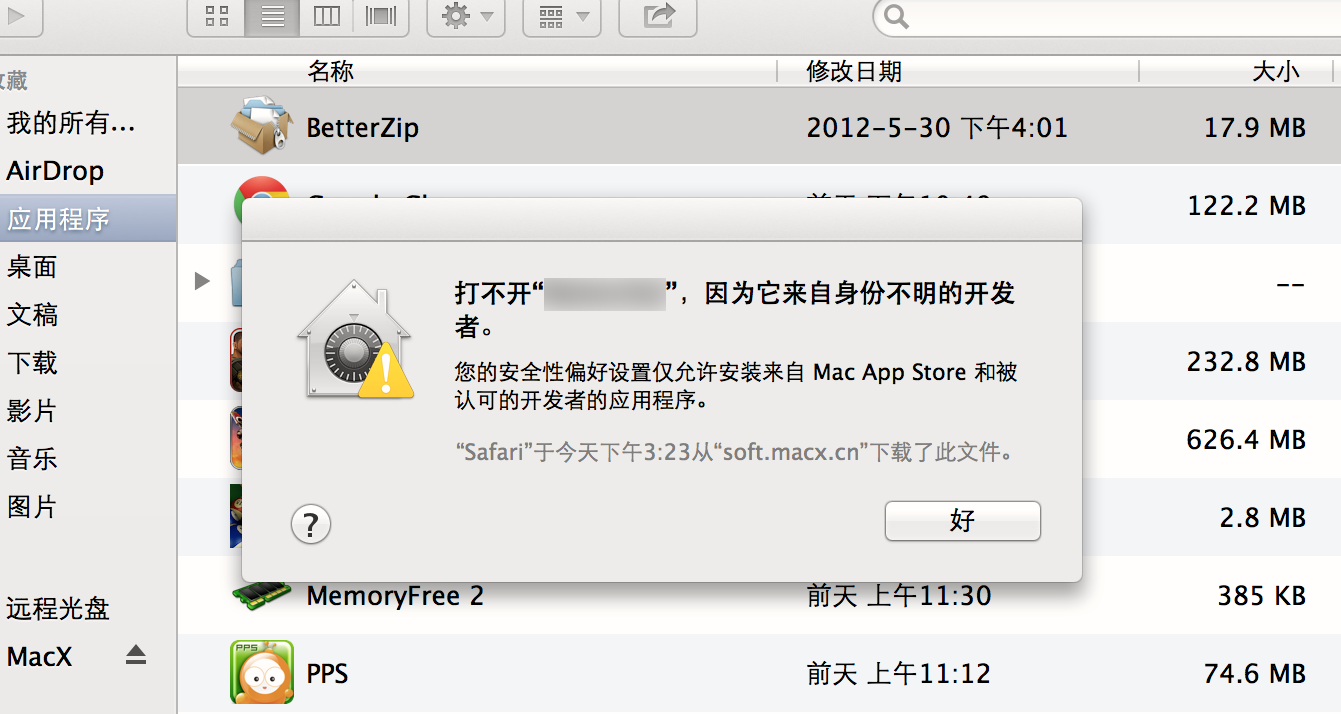 名称 修改日期 大小
收藏
我的所有...
AirDrop
应用程序
桌面
文稿
下载
影片
音乐
图片
远程光盘
MacX
BetterZip 2012-5-30 下午4:01 17.9 MB
122.2 MB
--
232.8 MB
626.4 MB
2.8 MB
MemoryFree 2 前天 上午11:30 385 KB
PPS
PPS 前天 上午11:12 74.6 MB
打不开“ ”，因为它来自身份不明的开发
者。
您的安全性偏好设置仅允许安装来自 Mac App Store 和被
认可的开发者的应用程序。
“Safari”于今天下午3:23从“soft.macx.cn”下载了此文件。
?
好